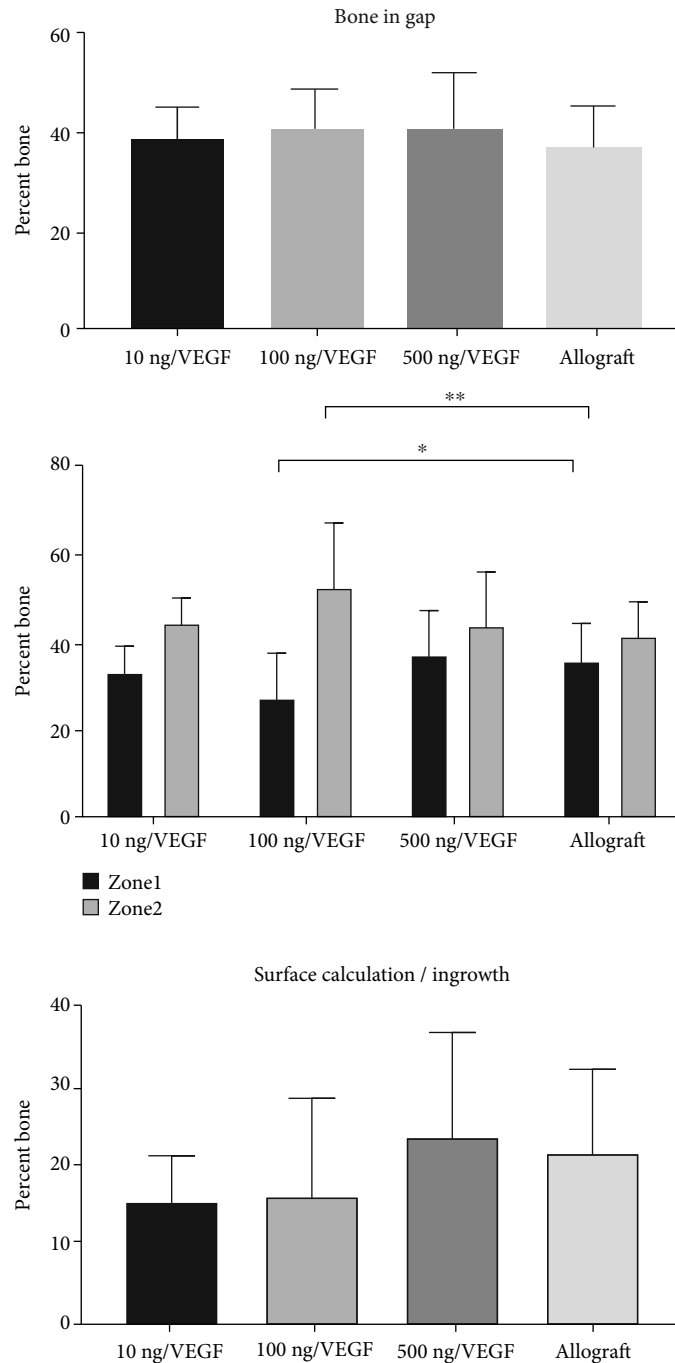 Bone in gap
60
40
20
0
Percent bone
10 ng/VEGF 100 ng/VEGF 500 ng/VEGF Allograft
**
*
80
60
40
20
0
Percent bone
10 ng/VEGF 100 ng/VEGF 500 ng/VEGF Allograft
Zone1
Zone2
Surface calculation / ingrowth
40
30
20
10
0
Percent bone
10 ng/VEGF 100 ng/VEGF 500 ng/VEGF Allograft